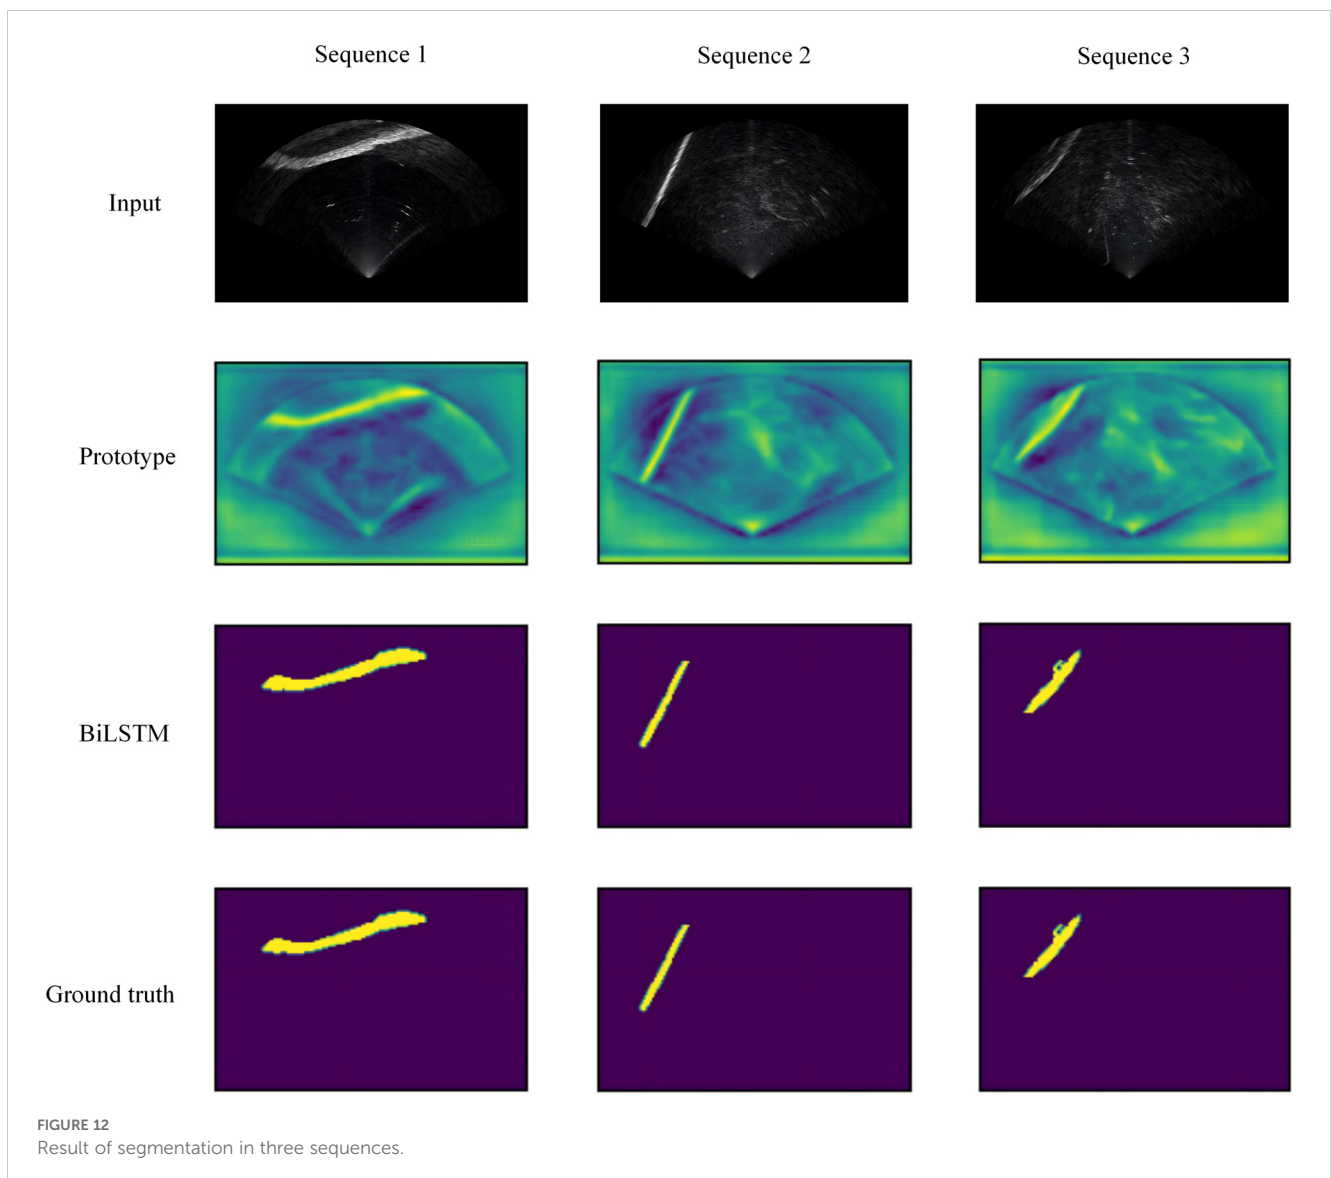 Sequence 1 Sequence 2 Sequence 3
Input
Prototype
BiLSTM
Ground truth
FIGURE 12
Result of segmentation in three sequences.